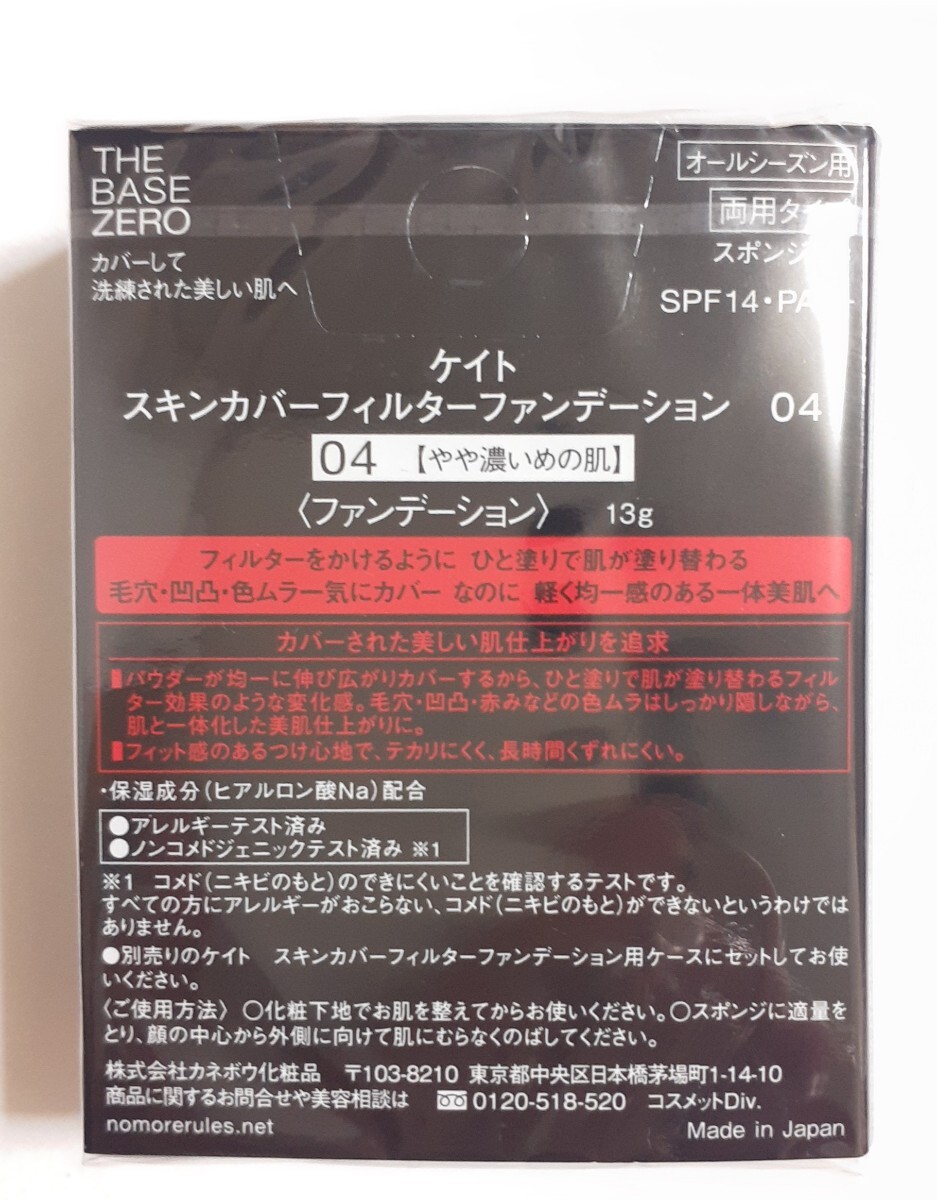 THE
BASE
ZERO
カバーして
洗練された美しい肌へ
オールシーズン用
両用タイ
スポンジ
SPF14・PA
ケイト
スキンカバーフィルターファンデーション 04
04 【やや濃いめの肌】
〈ファンデーション〉 13g
フィルターをかけるように ひと塗りで肌が塗り替わる
毛穴・凹凸・色ムラ一気にカバー なのに 軽く均一感のある一体美肌へ
カバーされた美しい肌仕上がりを追求
■パウダーが均一に伸び広がりカバーするから、ひと塗りで肌が塗り替わるフィル
ター効果のような変化感。毛穴・凹凸・赤みなどの色ムラはしっかり隠しながら、
肌と一体化した美肌仕上がりに。
■フィット感のあるつけ心地で、テカリにくく、長時間くずれにくい。
・保湿成分(ヒアルロン酸Na)配合
●アレルギーテスト済み
●ノンコメドジェニックテスト済み ※1
※1 コメド(ニキビのもと)のできにくいことを確認するテストです。
すべての方にアレルギーがおこらない、コメド(ニキビのもと)ができないというわけでは
ありません。
●別売りのケイト スキンカバーフィルターファンデーション用ケースにセットしてお使
いください。
〈ご使用方法〉 ○化粧下地でお肌を整えてからお使いください。○スポンジに適量を
とり、顔の中心から外側に向けて肌にむらなくのばしてください。
株式会社カネボウ化粧品 〒103-8210 東京都中央区日本橋茅場町1-14-10
商品に関するお問合せや美容相談は 0120-518-520 コスメットDiv.
nomorerules.net
Made in Japan